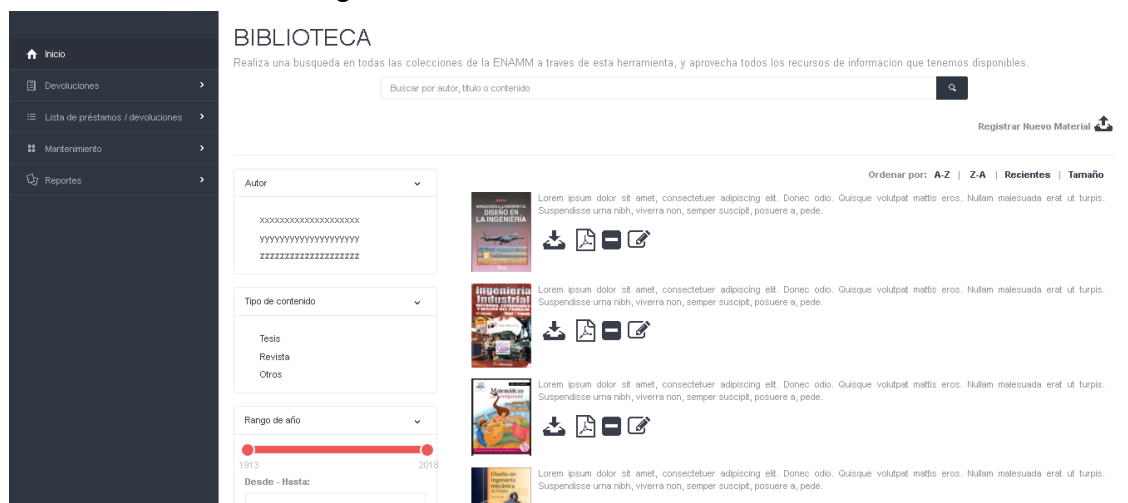 BIBLIOTECA
Realiza una busqueda en todas las colecciones de la ENAMM a traves de esta herramienta, y aprovecha todos los recursos de informacion que tenemos disponibles.
Buscar por autor, titulo o contenido
Registrar Nuevo Material
Inicio
Devoluciones
Lista de préstamos / devoluciones
Mantenimiento
Reportes
Autor
xxxxxxxxxxxxxxxxxxxx
yyyyyyyyyyyyyyyyyyyy
zzzzzzzzzzzzzzzzzzzz
Tipo de contenido
Tesis
Revista
Otros
Rango de año
1913 2018
Desde - Hasta:
Ordenar por: A-Z | Z-A | Recientes | Tamaño
DISEÑO EN
LA INGENIERÍA
Lorem ipsum dolor sit amet, consectetuer adipiscing elit. Donec odio. Quisque volutpat mattis eros. Nullam malesuada erat ut turpis.
Suspendisse urna nibh, viverra non, semper suscipit, posuere a, pede.
Ingeniería
Industrial
Lorem ipsum dolor sit amet, consectetuer adipiscing elit. Donec odio. Quisque volutpat mattis eros. Nullam malesuada erat ut turpis.
Suspendisse urna nibh, viverra non, semper suscipit, posuere a, pede.
Matemáticas
Lorem ipsum dolor sit amet, consectetuer adipiscing elit. Donec odio. Quisque volutpat mattis eros. Nullam malesuada erat ut turpis.
Suspendisse urna nibh, viverra non, semper suscipit, posuere a, pede.
Diseño en
ingeniería
mecánica
Lorem ipsum dolor sit amet, consectetuer adipiscing elit. Donec odio. Quisque volutpat mattis eros. Nullam malesuada erat ut turpis.
Suspendisse urna nibh, viverra non, semper suscipit, posuere a, pede.